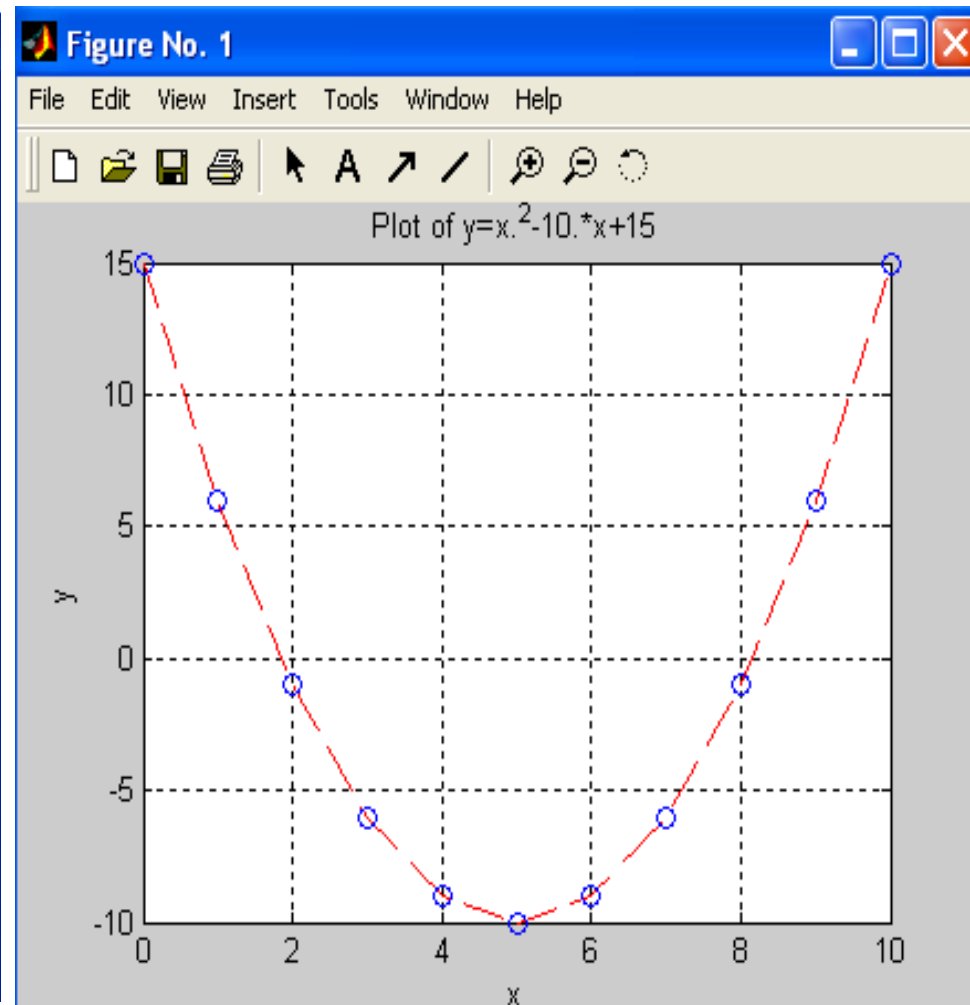 Figure No. 1
File Edit View Insert Tools Window Help
A
Plot of y=x.²-10.*x+15
15
10
5
0
-5
-10
y
0 2 4 6 8 10
x